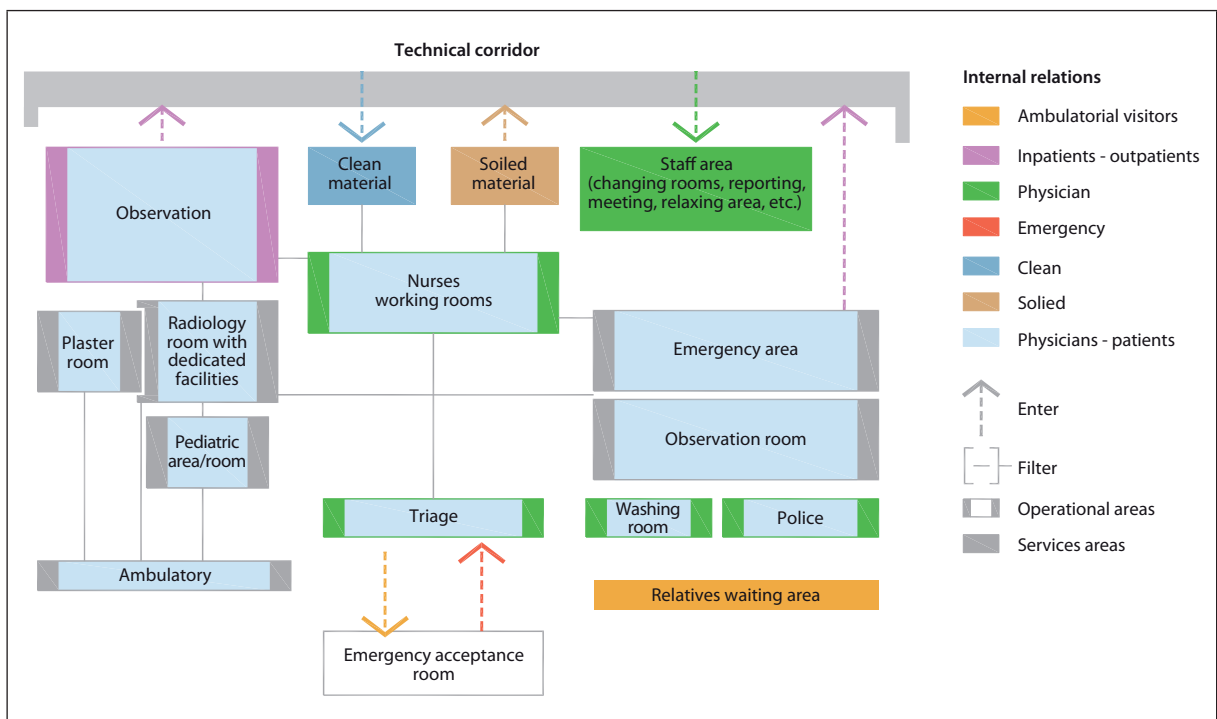 Technical corridor
Observation
Clean
material
Soiled
material
Staff area
(changing rooms, reporting,
meeting, relaxing area, etc.)
Nurses
working rooms
Plaster
room
Radiology
room with
dedicated
facilities
Emergency area
Observation room
Pediatric
area/room
Triage
Washing
room
Police
Ambulatory
Relatives waiting area
Emergency acceptance
room
Internal relations
Ambulatorial visitors
Inpatients - outpatients
Physician
Emergency
Clean
Solied
Physicians - patients
Enter
Filter
Operational areas
Services areas